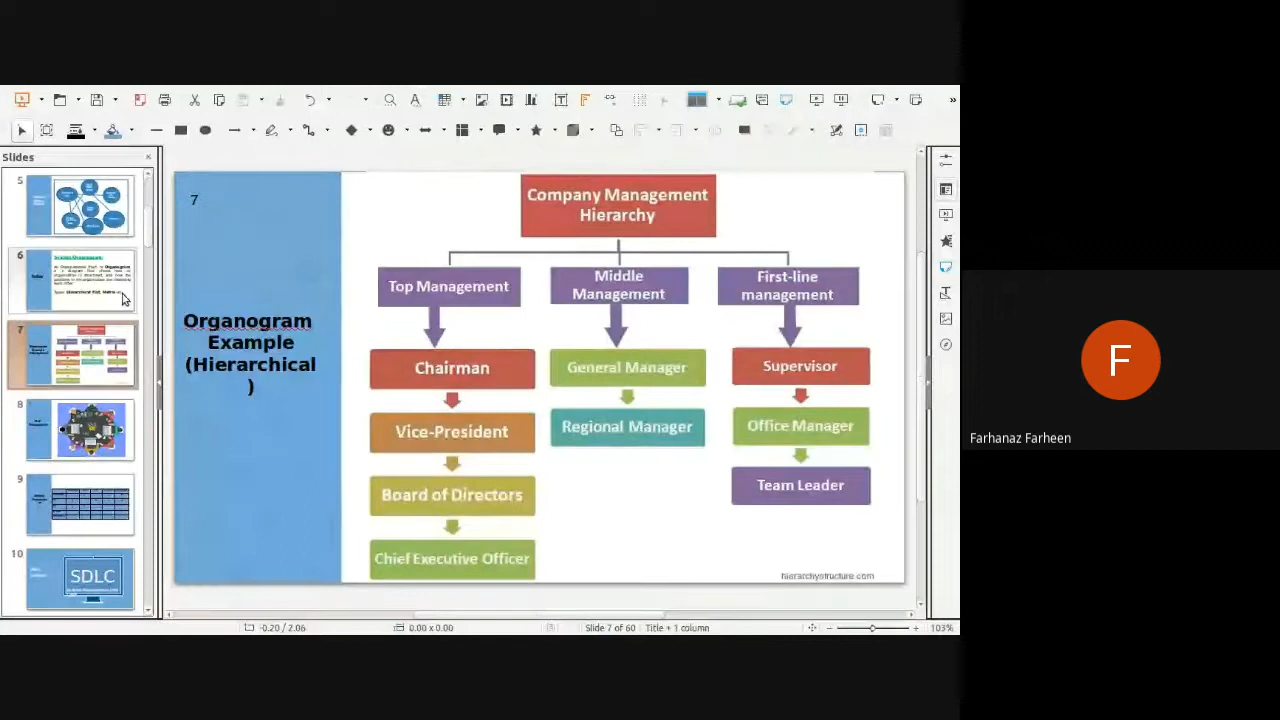 Slides
5
6
7
8
9
10
SDLC
7
Organogram
Example
(Hierarchical
)
Company Management
Hierarchy
Top Management
Middle
Management
First-line
management
Chairman
General Manager
Supervisor
Vice-President
Regional Manager
Office Manager
Board of Directors
Team Leader
Chief Executive Officer
hierarchystructure.com
-0.20 / 2.06
0.00 x 0.00
Slide 7 of 60
Title + 1 column
103%
F
Farhanaz Farheen